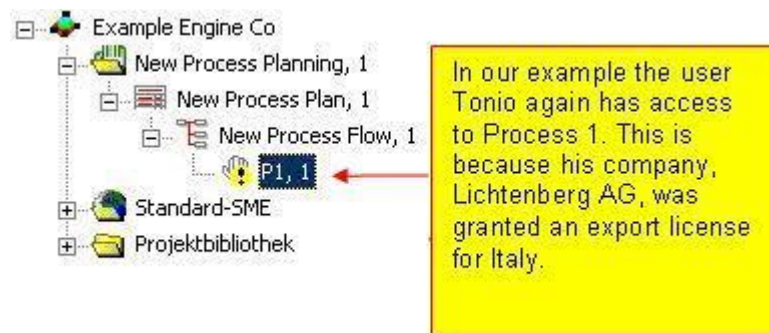 Example Engine Co
New Process Planning, 1
New Process Plan, 1
New Process Flow, 1
P1, 1
Standard-SME
Projektbibliothek
In our example the user
Tonio again has access
to Process 1. This is
because his company,
Lichtenberg AG, was
granted an export license
for Italy.